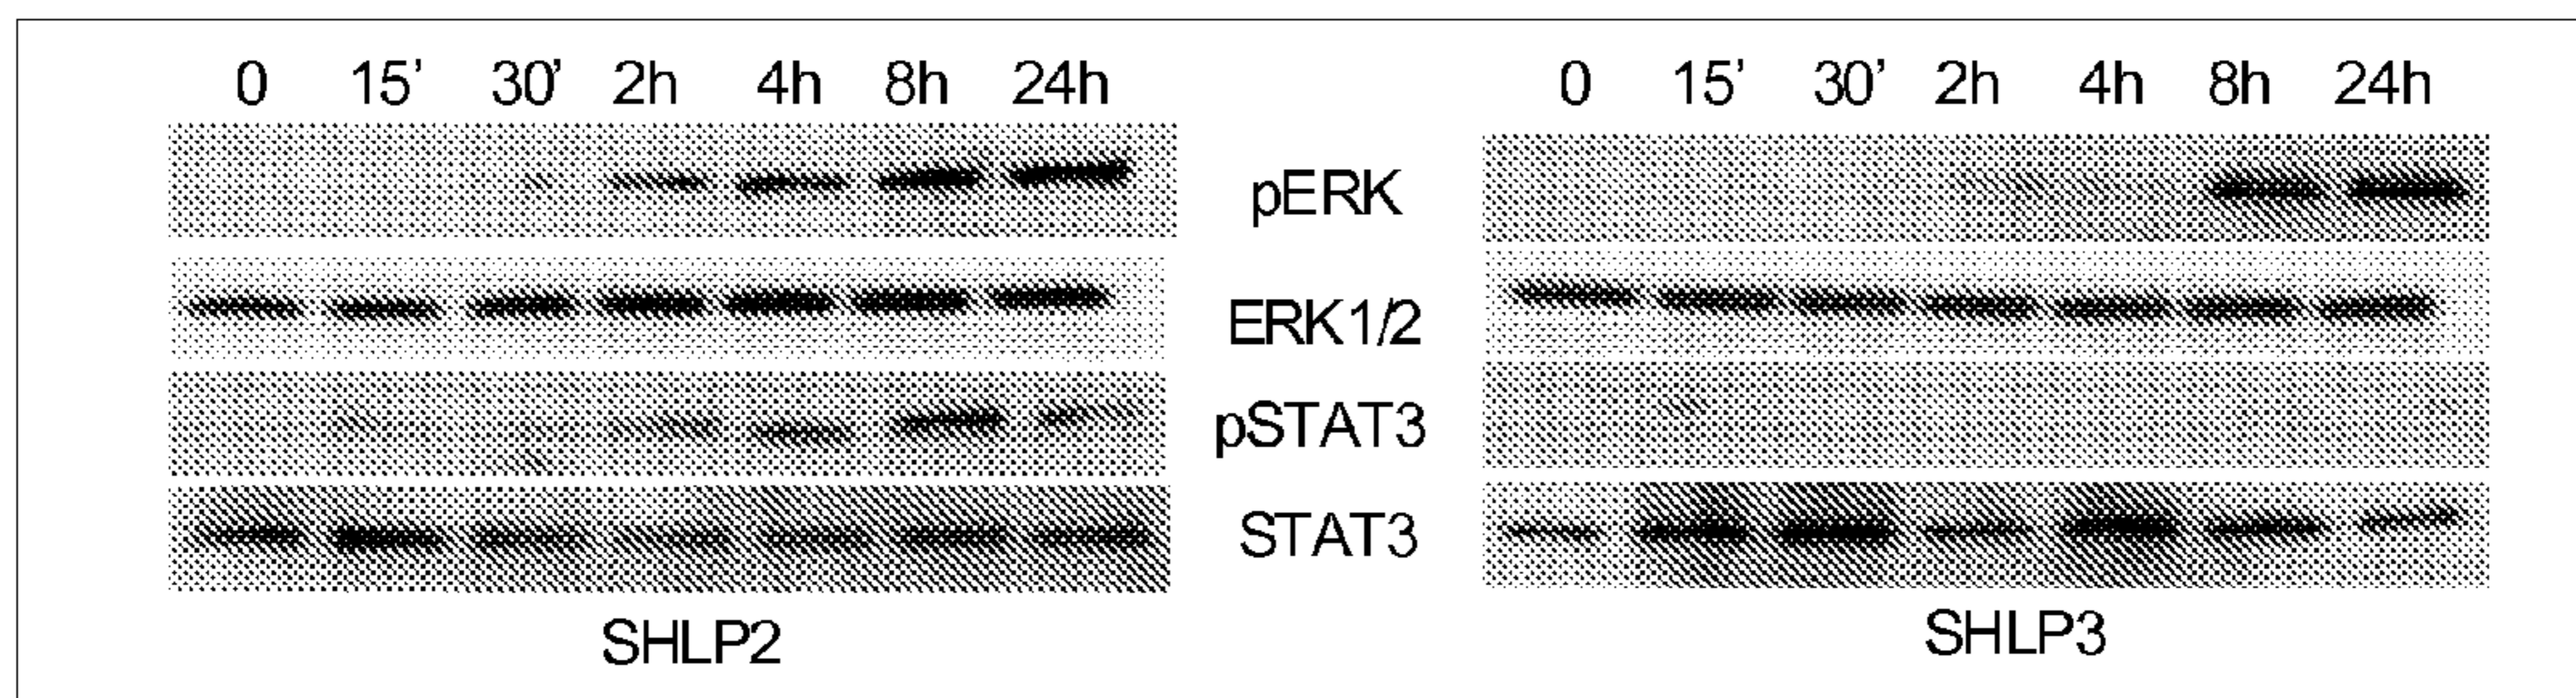 0 15' 30' 2h 4h 8h 24h 0 15' 30' 2h 4h 8h 24h
pERK
ERK1/2
pSTAT3
STAT3
SHLP2 SHLP3